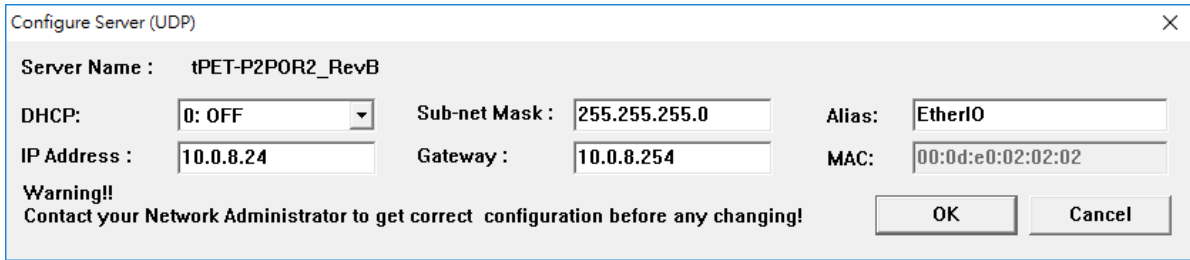 Configure Server (UDP)
Server Name : tPET-P2POR2_RevB
DHCP: 0: OFF Sub-net Mask : 255.255.255.0 Alias: EtherIO
IP Address : 10.0.8.24 Gateway : 10.0.8.254 MAC: 00:0d:e0:02:02:02
Warning!!
Contact your Network Administrator to get correct configuration before any changing!
OK Cancel